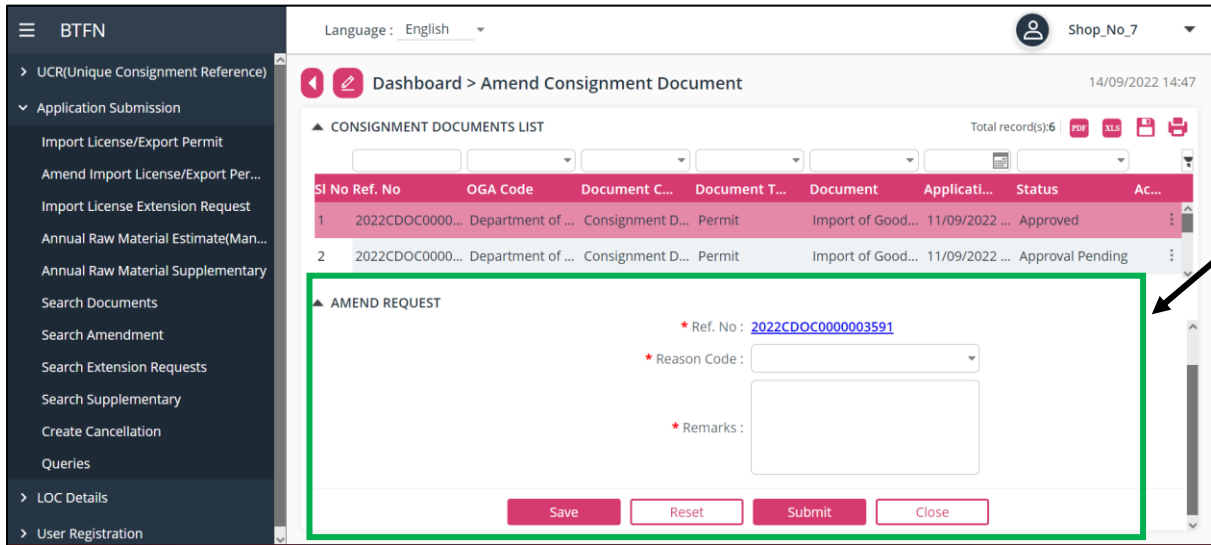 BTFN
Language : English
Shop_No_7
UCR(Unique Consignment Reference)
Application Submission
Import License/Export Permit
Amend Import License/Export Per...
Import License Extension Request
Annual Raw Material Estimate(Man...
Annual Raw Material Supplementary
Search Documents
Search Amendment
Search Extension Requests
Search Supplementary
Create Cancellation
Queries
LOC Details
User Registration
Dashboard > Amend Consignment Document
14/09/2022 14:47
CONSIGNMENT DOCUMENTS LIST
Total record(s):6 PDF XLS
Sl No Ref. No OGA Code Document C... Document T... Document Applicati... Status Ac...
1 2022CDOC0000... Department of ... Consignment D... Permit Import of Good... 11/09/2022 ... Approved
2 2022CDOC0000... Department of ... Consignment D... Permit Import of Good... 11/09/2022 ... Approval Pending
AMEND REQUEST
* Ref. No : 2022CDOC0000003591
* Reason Code :
* Remarks :
Save Reset Submit Close